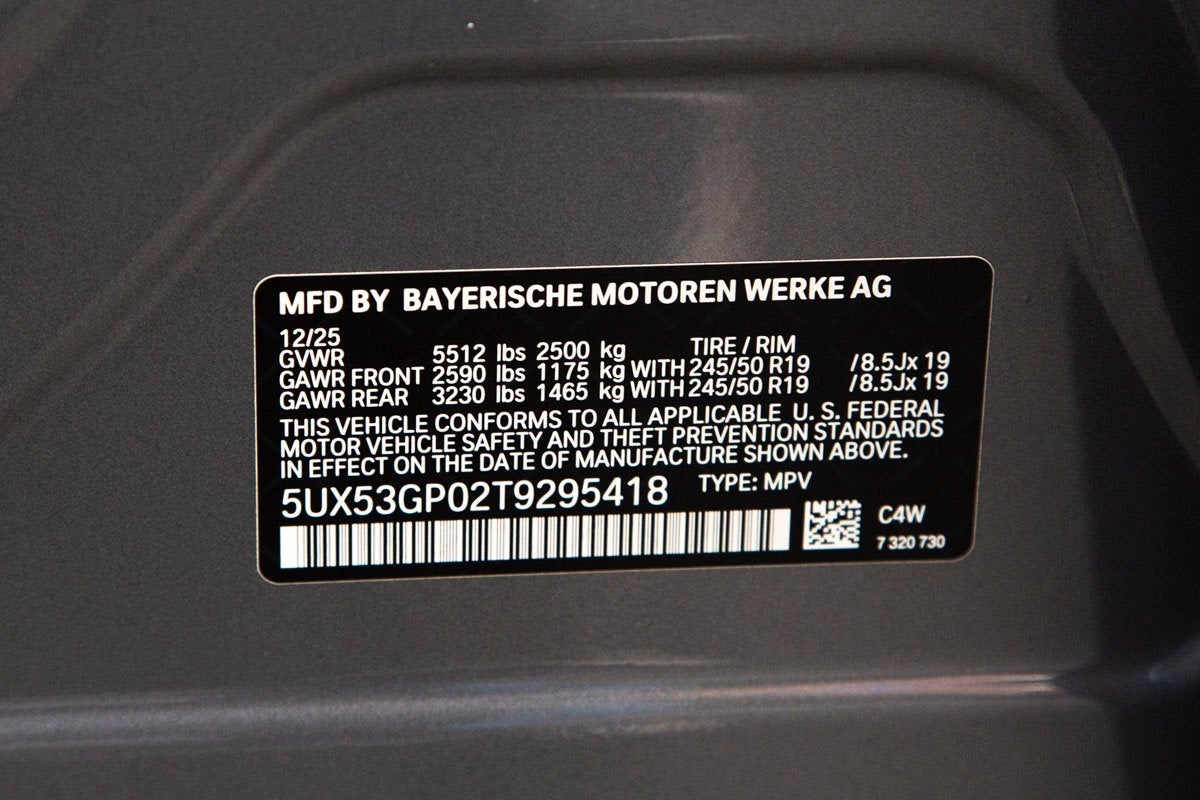 MFD BY BAYERISCHE MOTOREN WERKE AG
12/25
GVWR 5512 lbs 2500 kg TIRE / RIM
GAWR FRONT 2590 lbs 1175 kg WITH 245/50 R19 /8.5Jx 19
GAWR REAR 3230 lbs 1465 kg WITH 245/50 R19 /8.5Jx 19
THIS VEHICLE CONFORMS TO ALL APPLICABLE U. S. FEDERAL
MOTOR VEHICLE SAFETY AND THEFT PREVENTION STANDARDS
IN EFFECT ON THE DATE OF MANUFACTURE SHOWN ABOVE.
5UX53GP02T9295418 TYPE: MPV
C4W
7 320 730